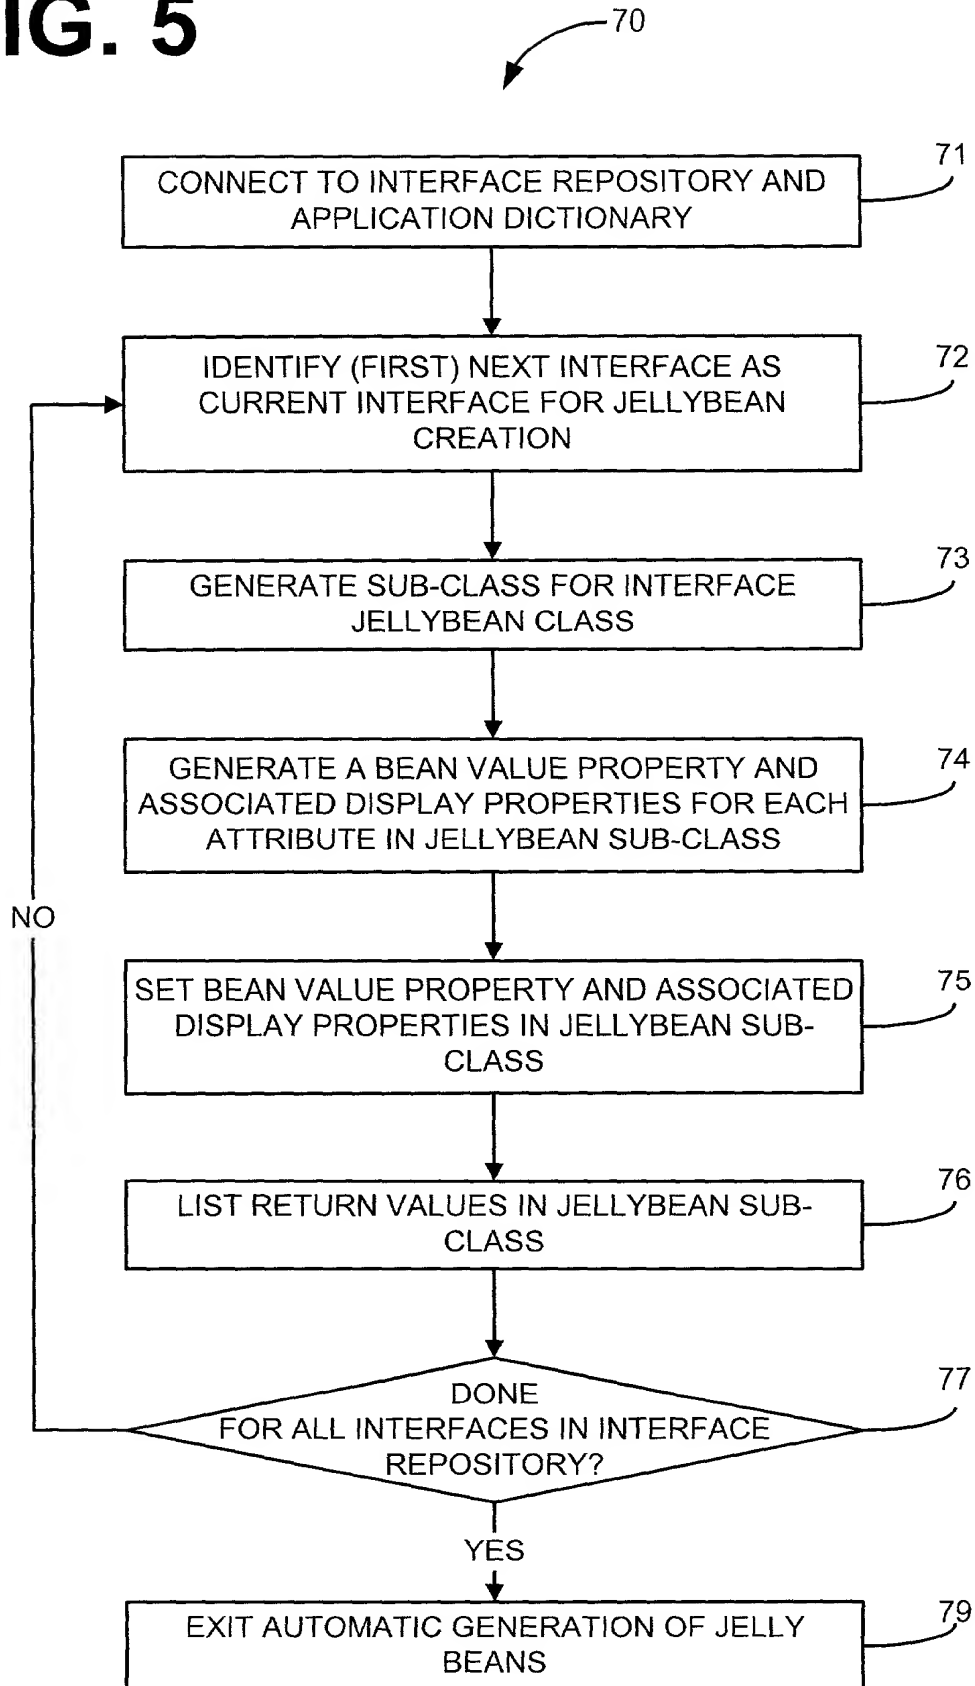 IG. 5
70
71
CONNECT TO INTERFACE REPOSITORY AND
APPLICATION DICTIONARY
72
IDENTIFY (FIRST) NEXT INTERFACE AS
CURRENT INTERFACE FOR JELLYBEAN
CREATION
73
GENERATE SUB-CLASS FOR INTERFACE
JELLYBEAN CLASS
74
GENERATE A BEAN VALUE PROPERTY AND
ASSOCIATED DISPLAY PROPERTIES FOR EACH
ATTRIBUTE IN JELLYBEAN SUB-CLASS
NO
75
SET BEAN VALUE PROPERTY AND ASSOCIATED
DISPLAY PROPERTIES IN JELLYBEAN SUB-
CLASS
76
LIST RETURN VALUES IN JELLYBEAN SUB-
CLASS
77
DONE
FOR ALL INTERFACES IN INTERFACE
REPOSITORY?
YES
79
EXIT AUTOMATIC GENERATION OF JELLY
BEANS